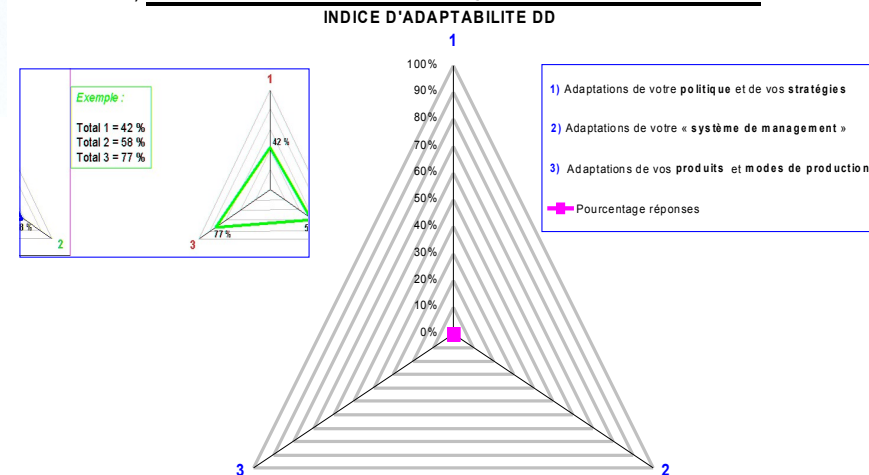 INDICE D'ADAPTABILITE DD
1
100%
90%
80%
70%
60%
50%
40%
30%
20%
10%
0%
3
2
Exemple :
Total 1 = 42 %
Total 2 = 58 %
Total 3 = 77 %
2
1
42 %
77 %
3
1) Adaptations de votre politique et de vos stratégies
2) Adaptations de votre « système de management »
3) Adaptations de vos produits et modes de production
Pourcentage réponses